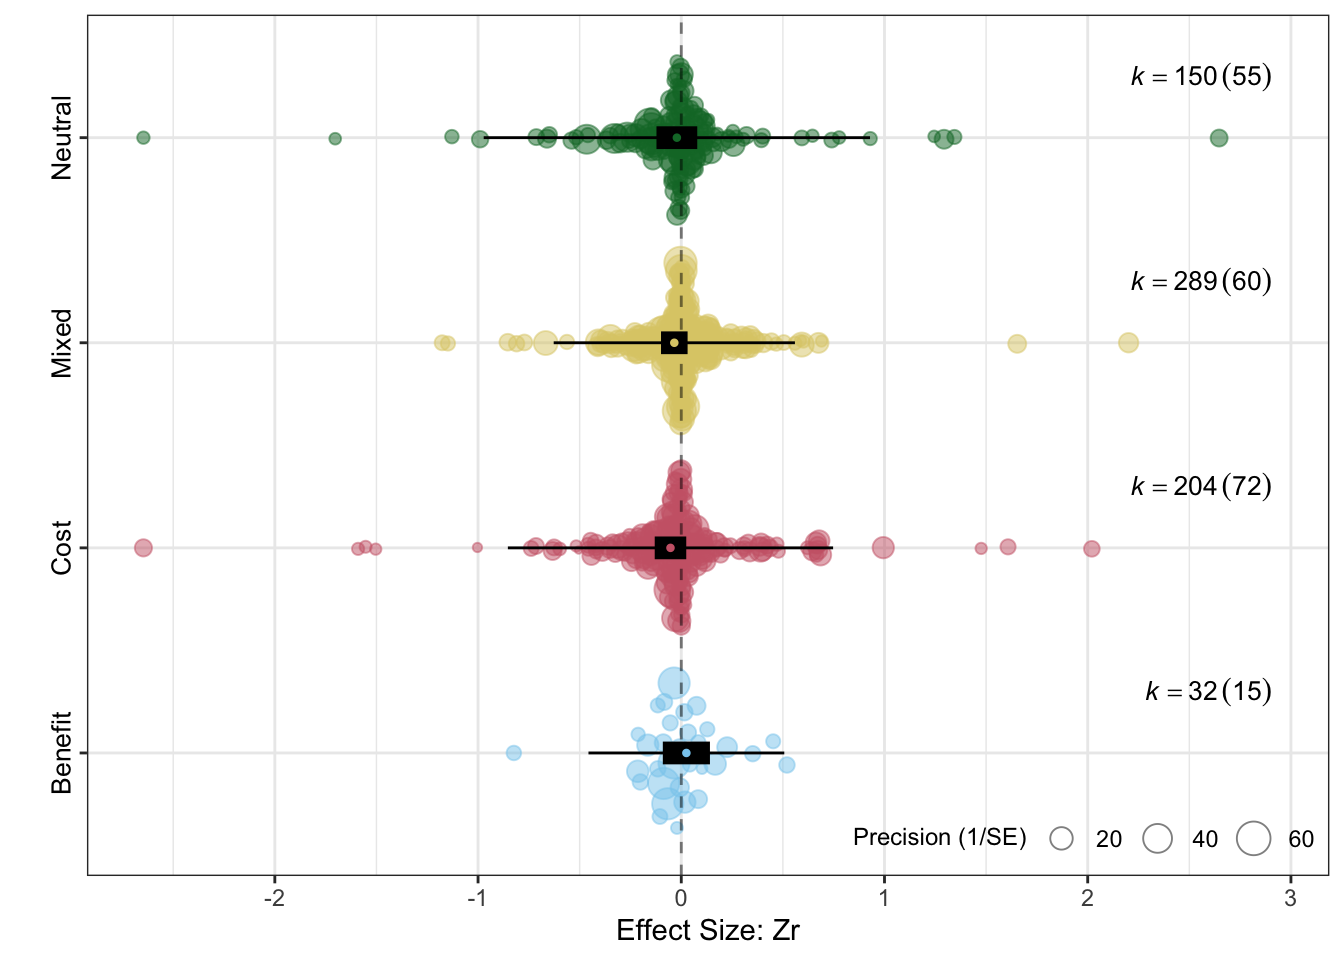 Neutral
k = 150 (55)
Mixed
k = 289 (60)
Cost
k = 204 (72)
Benefit
k = 32 (15)
Precision (1/SE) 20 40 60
-2 -1 0 1 2 3
Effect Size: Zr